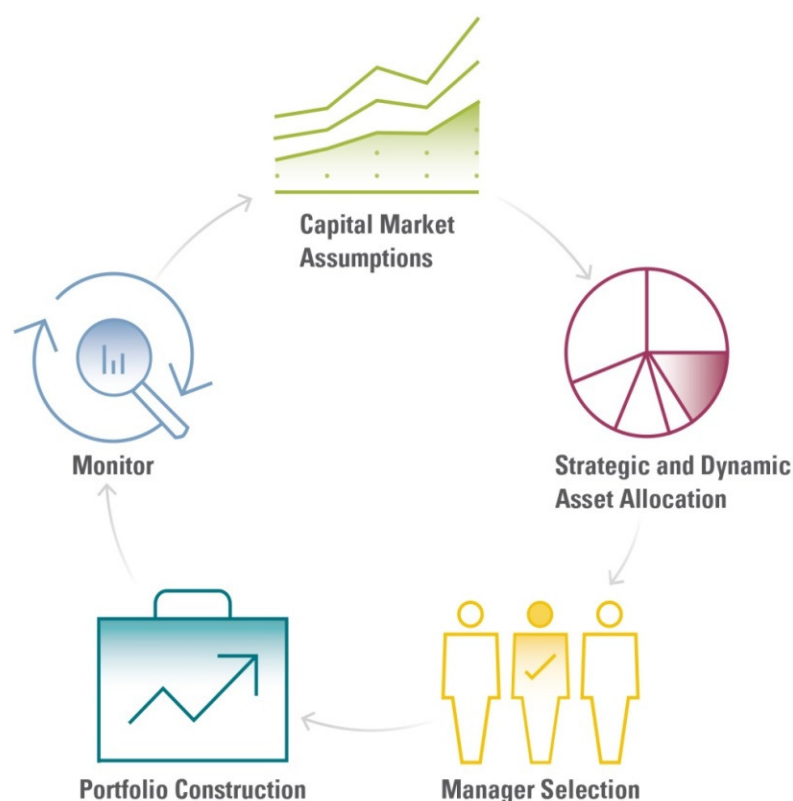 Capital Market
Assumptions
Monitor
Strategic and Dynamic
Asset Allocation
Portfolio Construction
Manager Selection